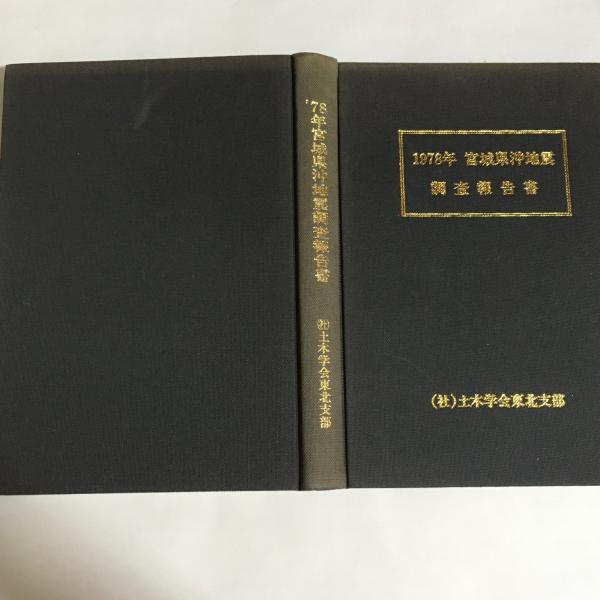 '78年宮城県沖地震調査報告書
㈳土木学会東北支部
1978年 宮城県沖地震
調査報告書
(社)土木学会東北支部